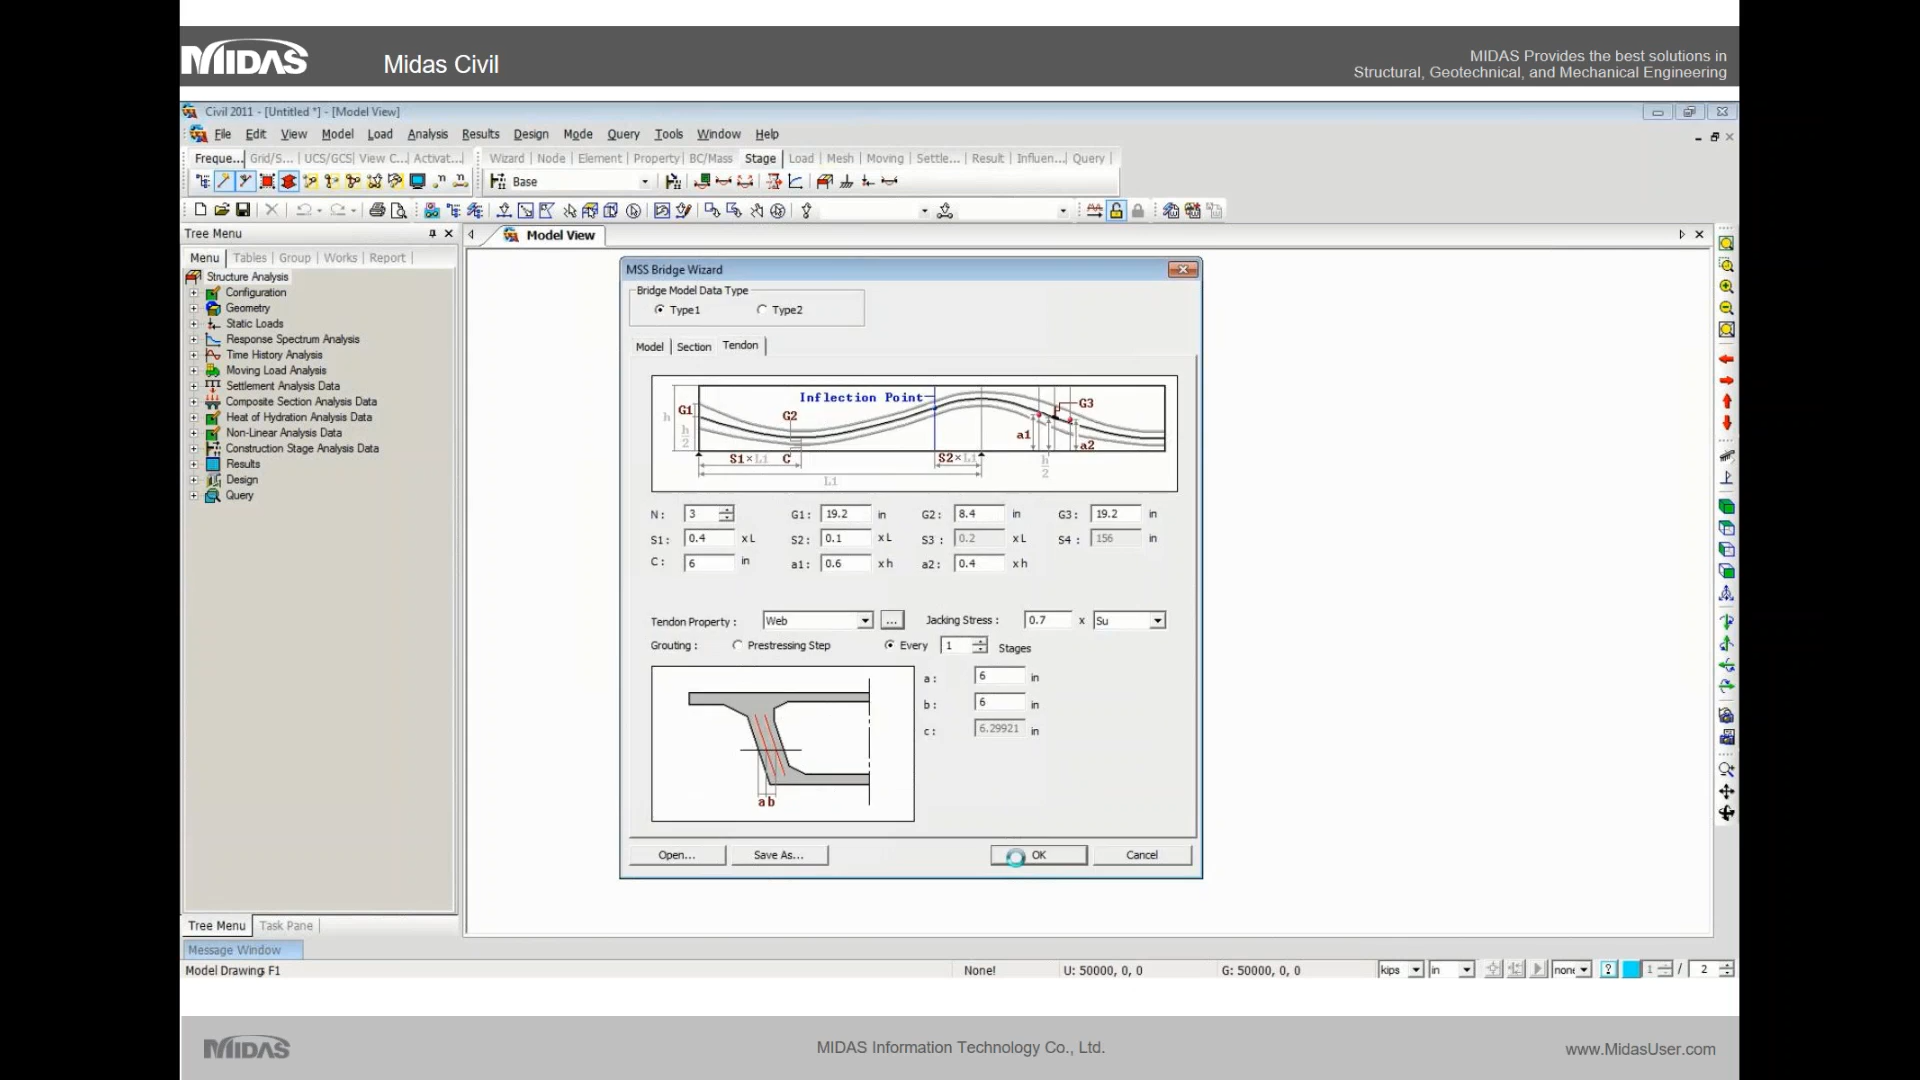 MIDAS
Midas Civil
MIDAS Provides the best solutions in
Structural, Geotechnical, and Mechanical Engineering
Civil 2011 - [Untitled *] - [Model View]
File Edit View Model Load Analysis Results Design Mode Query Tools Window Help
Freque... Grid/S... UCS/GCS View C... Activat... Wizard Node Element Property BC/Mass Stage Load Mesh Moving Settle... Result Influen... Query
Base
Tree Menu
Model View
Menu Tables Group Works Report
Structure Analysis
Configuration
Geometry
Static Loads
Response Spectrum Analysis
Time History Analysis
Moving Load Analysis
Settlement Analysis Data
Composite Section Analysis Data
Heat of Hydration Analysis Data
Non-Linear Analysis Data
Construction Stage Analysis Data
Results
Design
Query
MSS Bridge Wizard
Bridge Model Data Type
Type1 Type2
Model Section Tendon
Inflection Point
h G1 h/2 G2 G3
a1 a2
S1×L1 C S2×L1 h/2
L1
N: 3 G1: 19.2 in G2: 8.4 in G3: 19.2 in
S1: 0.4 xL S2: 0.1 xL S3: 0.2 xL S4: 156 in
C: 6 in a1: 0.6 xh a2: 0.4 xh
Tendon Property: Web ... Jacking Stress: 0.7 x Su
Grouting: Prestressing Step Every 1 Stages
a: 6 in
b: 6 in
c: 6.29921 in
a b
Open... Save As... OK Cancel
Tree Menu Task Pane
Message Window
Model Drawing F1 None! U: 50000, 0, 0 G: 50000, 0, 0 kips in none ? 1 / 2
MIDAS
MIDAS Information Technology Co., Ltd.
www.MidasUser.com